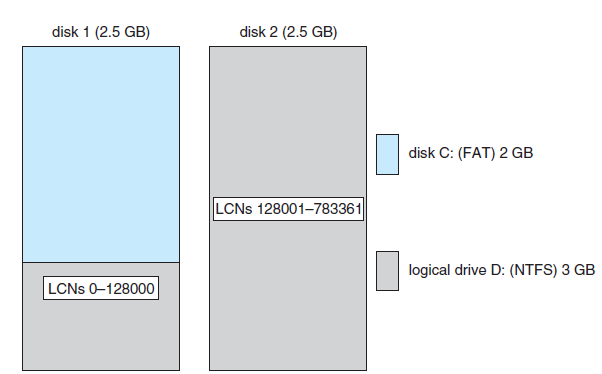 disk 1 (2.5 GB)
disk 2 (2.5 GB)
disk C: (FAT) 2 GB
LCNs 128001–783361
logical drive D: (NTFS) 3 GB
LCNs 0–128000